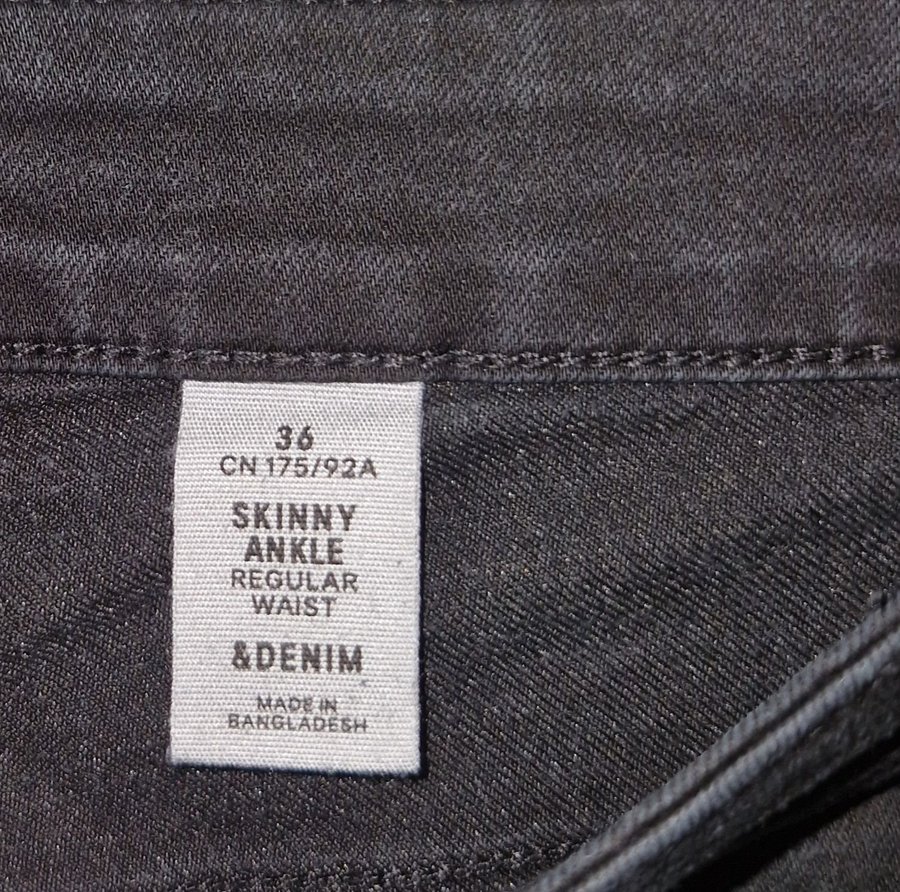 36
CN 175/92A
SKINNY
ANKLE
REGULAR
WAIST
&DENIM
MADE IN
BANGLADESH